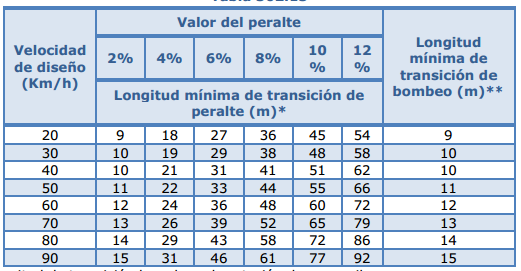 Valor del peralte
Velocidad de diseño (Km/h) 2% 4% 6% 8% 10 % 12 % Longitud mínima de transición de bombeo (m)**
Longitud mínima de transición de peralte (m)*
20 9 18 27 36 45 54 9
30 10 19 29 38 48 58 10
40 10 21 31 41 51 62 10
50 11 22 33 44 55 66 11
60 12 24 36 48 60 72 12
70 13 26 39 52 65 79 13
80 14 29 43 58 72 86 14
90 15 31 46 61 77 92 15